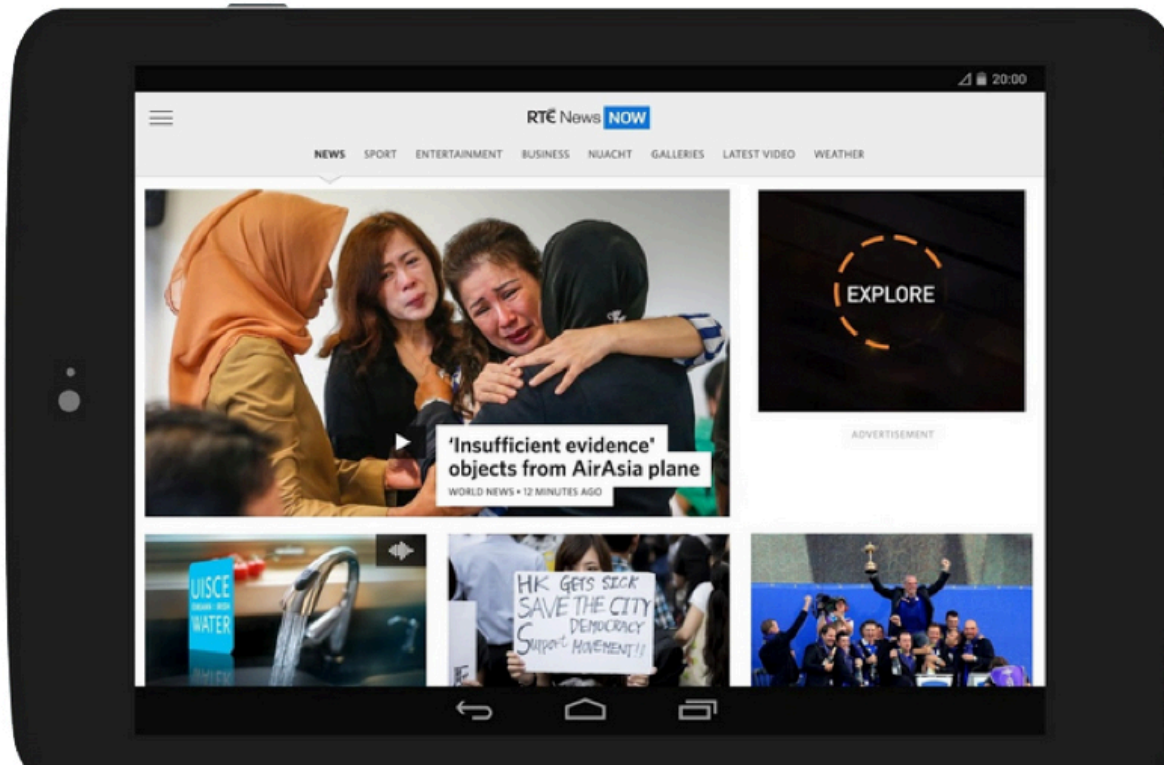 20:00
RTÉ News NOW
NEWS SPORT ENTERTAINMENT BUSINESS NUACHT GALLERIES LATEST VIDEO WEATHER
EXPLORE
ADVERTISEMENT
'Insufficient evidence'
objects from AirAsia plane
WORLD NEWS • 12 MINUTES AGO
UISCE
WATER
HK GETS SICK
SAVE THE CITY
DEMOCRACY
Support MOVEMENT!!